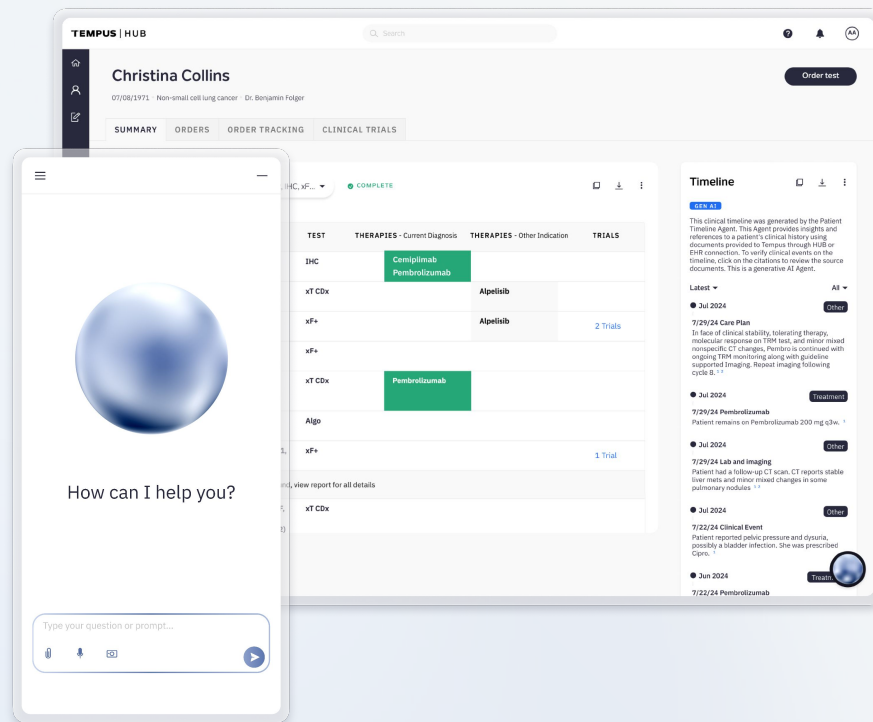 TEMPUS | HUB
Search
AA
Christina Collins
Order test
07/08/1971 Non-small cell lung cancer Dr. Benjamin Folger
SUMMARY ORDERS ORDER TRACKING CLINICAL TRIALS
IHC, xF...
COMPLETE
TEST THERAPIES - Current Diagnosis THERAPIES - Other Indication TRIALS
IHC
Cemiplimab
Pembrolizumab
xT CDx Alpelisib
xF+ Alpelisib
2 Trials
xF+
xT CDx Pembrolizumab
Algo
1, xF+
1 Trial
view report for all details
xT CDx
Timeline
GEN AI
This clinical timeline was generated by the Patient
Timeline Agent. This Agent provides insights and
references to a patient's clinical history using
documents provided to Tempus through HUB or
EHR connection. To verify clinical events on the
timeline, click on the citations to review the source
documents. This is a generative AI Agent.
Latest All
Jul 2024 Other
7/29/24 Care Plan
In face of clinical stability, tolerating therapy,
molecular response on TRM test, and minor mixed
nonspecific CT changes, Pembro is continued with
ongoing TRM monitoring along with guideline
supported Imaging. Repeat imaging following
cycle 8.
Jul 2024 Treatment
7/29/24 Pembrolizumab
Patient remains on Pembrolizumab 200 mg q3w.
Jul 2024 Other
7/29/24 Lab and imaging
Patient had a follow-up CT scan. CT reports stable
liver mets and minor mixed changes in some
pulmonary nodules
Jul 2024 Other
7/22/24 Clinical Event
Patient reported pelvic pressure and dysuria,
possibly a bladder infection. She was prescribed
Cipro.
Jun 2024
7/22/24 Pembrolizumab
How can I help you?
Type your question or prompt...